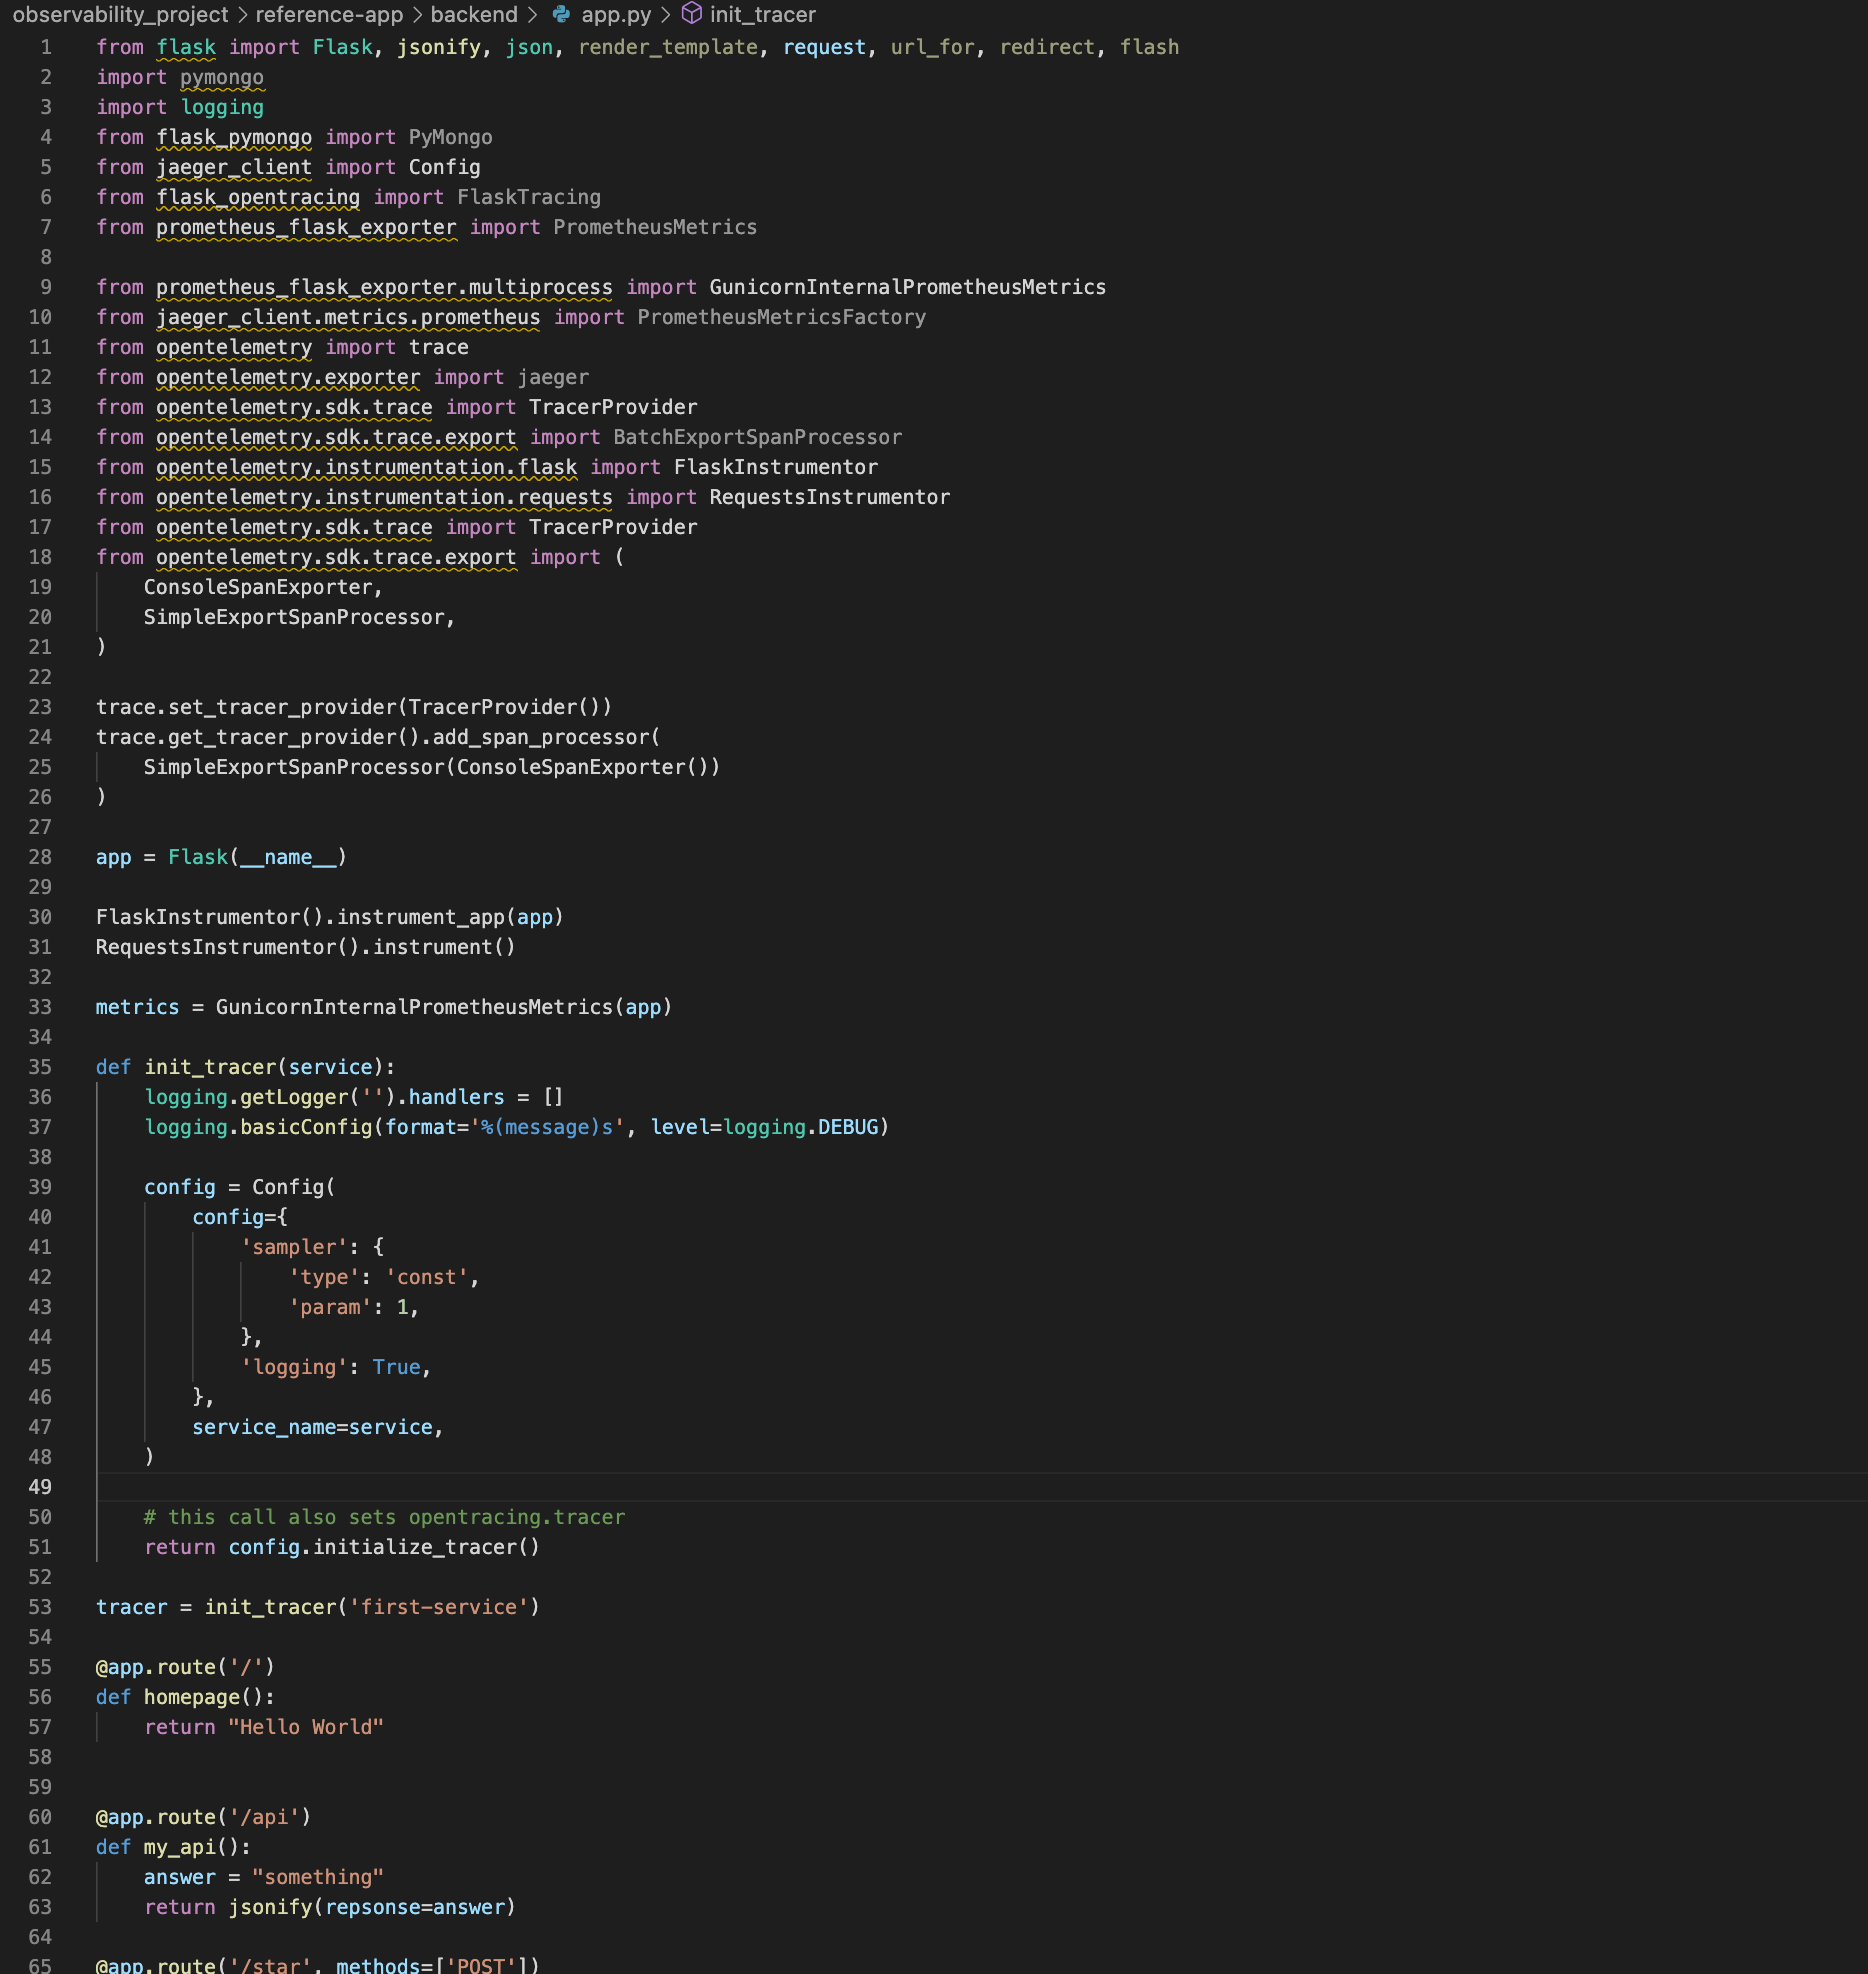 observability_project > reference-app > backend > app.py > init_tracer
1 from flask import Flask, jsonify, json, render_template, request, url_for, redirect, flash
2 import pymongo
3 import logging
4 from flask_pymongo import PyMongo
5 from jaeger_client import Config
6 from flask_opentracing import FlaskTracing
7 from prometheus_flask_exporter import PrometheusMetrics
8
9 from prometheus_flask_exporter.multiprocess import GunicornInternalPrometheusMetrics
10 from jaeger_client.metrics.prometheus import PrometheusMetricsFactory
11 from opentelemetry import trace
12 from opentelemetry.exporter import jaeger
13 from opentelemetry.sdk.trace import TracerProvider
14 from opentelemetry.sdk.trace.export import BatchExportSpanProcessor
15 from opentelemetry.instrumentation.flask import FlaskInstrumentor
16 from opentelemetry.instrumentation.requests import RequestsInstrumentor
17 from opentelemetry.sdk.trace import TracerProvider
18 from opentelemetry.sdk.trace.export import (
19     ConsoleSpanExporter,
20     SimpleExportSpanProcessor,
21 )
22
23 trace.set_tracer_provider(TracerProvider())
24 trace.get_tracer_provider().add_span_processor(
25     SimpleExportSpanProcessor(ConsoleSpanExporter())
26 )
27
28 app = Flask(__name__)
29
30 FlaskInstrumentor().instrument_app(app)
31 RequestsInstrumentor().instrument()
32
33 metrics = GunicornInternalPrometheusMetrics(app)
34
35 def init_tracer(service):
36     logging.getLogger('').handlers = []
37     logging.basicConfig(format='%(message)s', level=logging.DEBUG)
38
39     config = Config(
40         config={
41             'sampler': {
42                 'type': 'const',
43                 'param': 1,
44             },
45             'logging': True,
46         },
47         service_name=service,
48     )
49
50     # this call also sets opentracing.tracer
51     return config.initialize_tracer()
52
53 tracer = init_tracer('first-service')
54
55 @app.route('/')
56 def homepage():
57     return "Hello World"
58
59
60 @app.route('/api')
61 def my_api():
62     answer = "something"
63     return jsonify(repsonse=answer)
64
65 @app.route('/star', methods=['POST'])